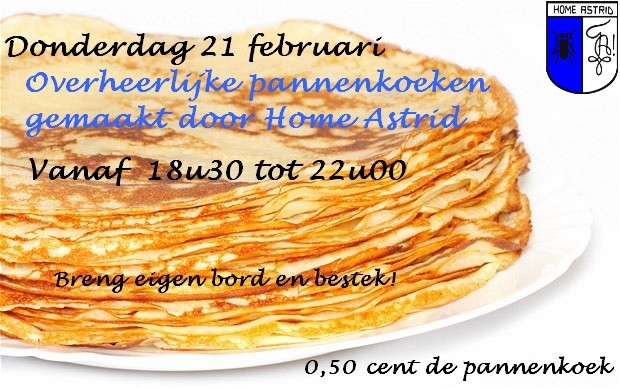 HOME ASTRID
Donderdag 21 februari
Overheerlijke pannenkoeken
gemaakt door Home Astrid
Vanaf 18u30 tot 22u00
Breng eigen bord en bestek!
0,50 cent de pannenkoek